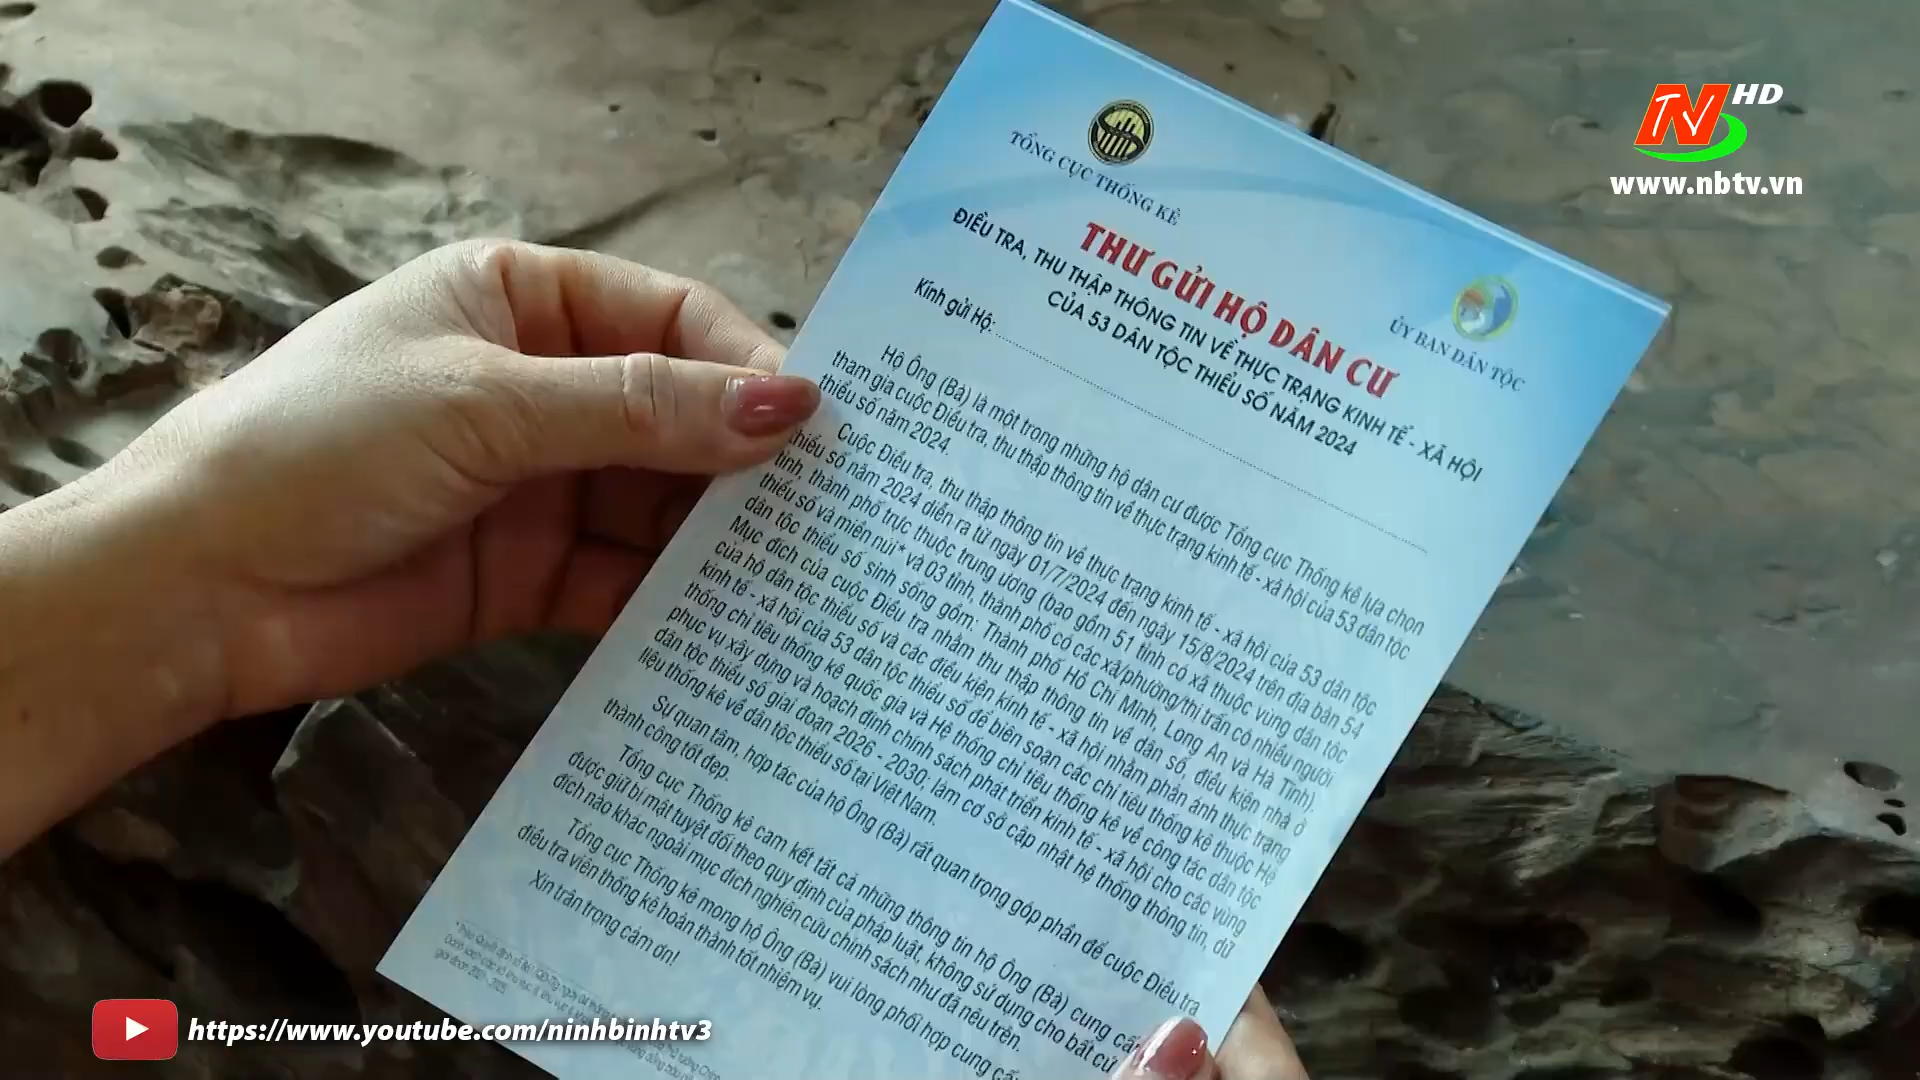 NTV HD
www.nbtv.vn
TỔNG CỤC THỐNG KÊ
ỦY BAN DÂN TỘC
THƯ GỬI HỘ DÂN CƯ
ĐIỀU TRA, THU THẬP THÔNG TIN VỀ THỰC TRẠNG KINH TẾ - XÃ HỘI
CỦA 53 DÂN TỘC THIỂU SỐ NĂM 2024
Kính gửi Hộ:
Hộ Ông (Bà) là một trong những hộ dân cư được Tổng cục Thống kê lựa chọn
tham gia cuộc Điều tra, thu thập thông tin về thực trạng kinh tế - xã hội của 53 dân tộc
thiểu số năm 2024.
Cuộc Điều tra, thu thập thông tin về thực trạng kinh tế - xã hội của 53 dân tộc
thiểu số năm 2024 diễn ra từ ngày 01/7/2024 đến ngày 15/8/2024 trên địa bàn 54
tỉnh, thành phố trực thuộc trung ương (bao gồm 51 tỉnh có xã thuộc vùng dân tộc
thiểu số và miền núi* và 03 tỉnh, thành phố có các xã/phường/thị trấn có nhiều người
dân tộc thiểu số sinh sống gồm: Thành phố Hồ Chí Minh, Long An và Hà Tĩnh).
Mục đích của cuộc Điều tra nhằm thu thập thông tin về dân số, điều kiện nhà ở
của hộ dân tộc thiểu số và các điều kiện kinh tế - xã hội nhằm phản ánh thực trạng
kinh tế - xã hội của 53 dân tộc thiểu số để biên soạn các chỉ tiêu thống kê thuộc Hệ
thống chỉ tiêu thống kê quốc gia và Hệ thống chỉ tiêu thống kê về công tác dân tộc
phục vụ xây dựng và hoạch định chính sách phát triển kinh tế - xã hội cho các vùng
dân tộc thiểu số giai đoạn 2026 - 2030; làm cơ sở cập nhật hệ thống thông tin, dữ
liệu thống kê về dân tộc thiểu số tại Việt Nam.
Sự quan tâm, hợp tác của hộ Ông (Bà) rất quan trọng góp phần để cuộc Điều tra
thành công tốt đẹp.
Tổng cục Thống kê cam kết tất cả những thông tin hộ Ông (Bà) cung cấp
được giữ bí mật tuyệt đối theo quy định của pháp luật, không sử dụng cho bất cứ
đích nào khác ngoài mục đích nghiên cứu chính sách như đã nêu trên.
Tổng cục Thống kê mong hộ Ông (Bà) vui lòng phối hợp cung cấp
điều tra viên thống kê hoàn thành tốt nhiệm vụ.
Xin trân trọng cảm ơn!
giai đoạn 2021 - 2025
https://www.youtube.com/ninhbinhtv3